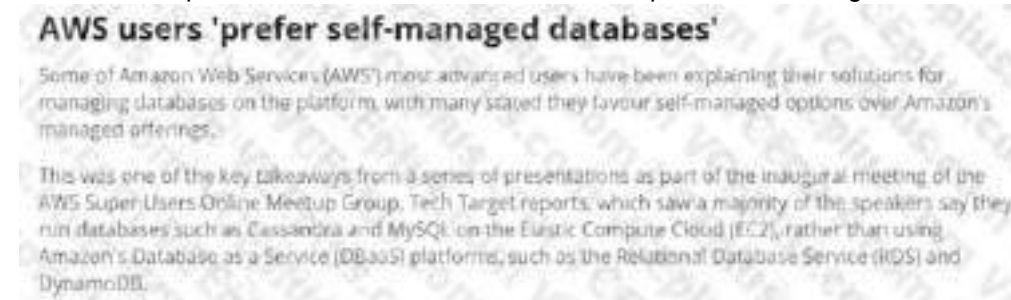 AWS users 'prefer self-managed databases'
Some of Amazon Web Services (AWS') most advanced users have been explaining their solutions for
managing databases on the platform, with many stated they favour self-managed options over Amazon's
managed offerings.
This was one of the key takeaways from a series of presentations as part of the inaugural meeting of the
AWS Super Users Online Meetup Group, Tech Target reports, which saw a majority of the speakers say they
run databases such as Cassandra and MySQL on the Elastic Compute Cloud (EC2), rather than using
Amazon's Database as a Service (DBaaS) platforms, such as the Relational Database Service (RDS) and
DynamoDB.